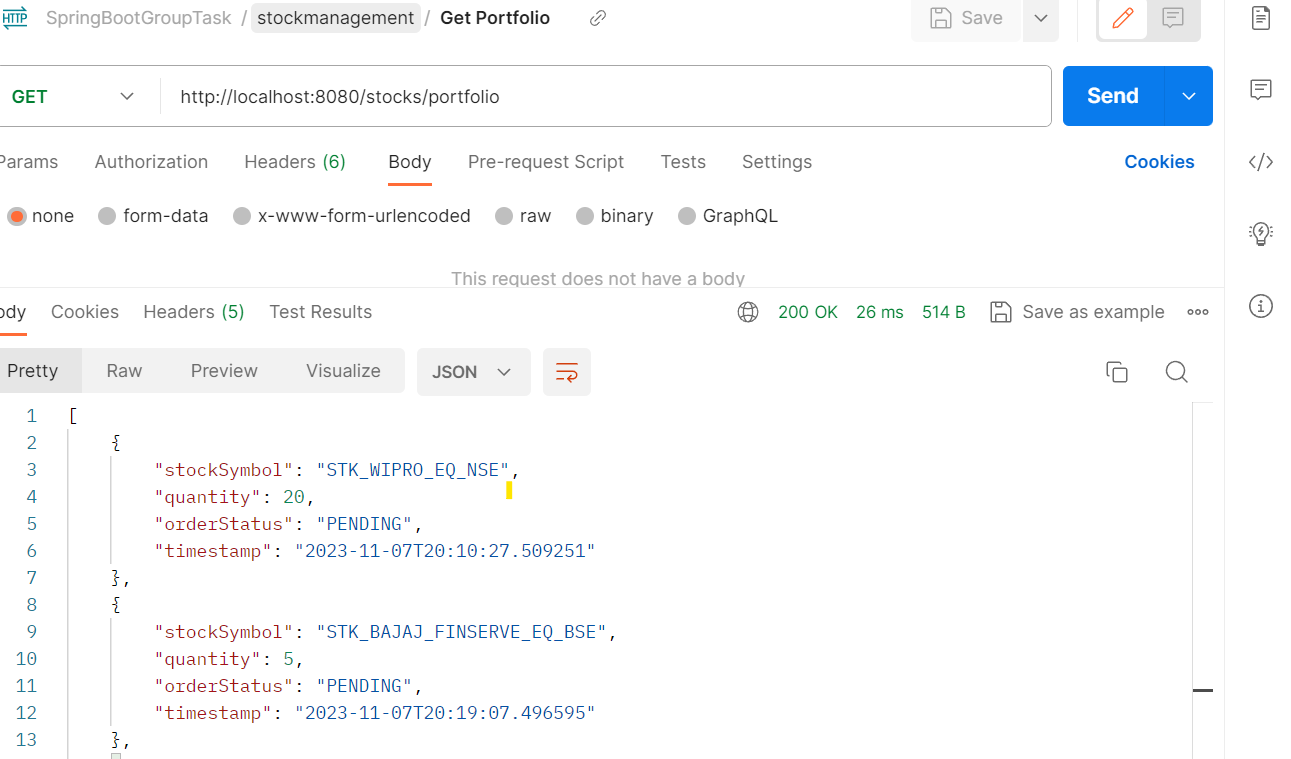 HTTP SpringBootGroupTask / stockmanagement / Get Portfolio Save
GET http://localhost:8080/stocks/portfolio Send
Params Authorization Headers (6) Body Pre-request Script Tests Settings Cookies
none form-data x-www-form-urlencoded raw binary GraphQL
This request does not have a body
ody Cookies Headers (5) Test Results 200 OK 26 ms 514 B Save as example
Pretty Raw Preview Visualize JSON
1 [
2 {
3 "stockSymbol": "STK_WIPRO_EQ_NSE",
4 "quantity": 20,
5 "orderStatus": "PENDING",
6 "timestamp": "2023-11-07T20:10:27.509251"
7 },
8 {
9 "stockSymbol": "STK_BAJAJ_FINSERVE_EQ_BSE",
10 "quantity": 5,
11 "orderStatus": "PENDING",
12 "timestamp": "2023-11-07T20:19:07.496595"
13 },